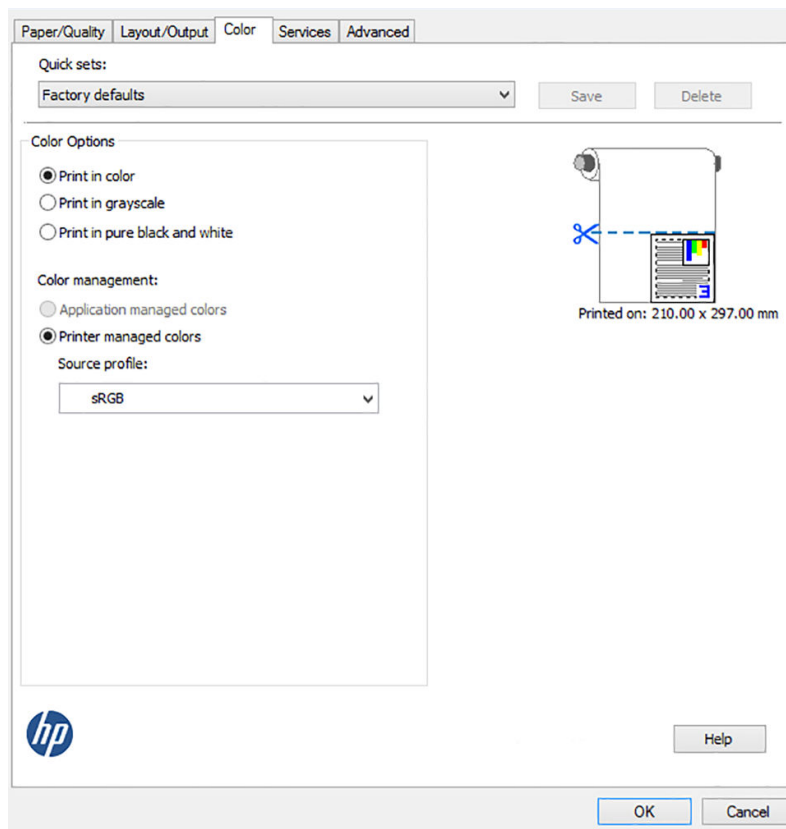 Paper/Quality Layout/Output Color Services Advanced
Quick sets:
Factory defaults Save Delete
Color Options
Print in color
Print in grayscale
Print in pure black and white
Color management:
Application managed colors
Printer managed colors
Source profile:
sRGB
E
Printed on: 210.00 x 297.00 mm
hp
Help
OK Cancel